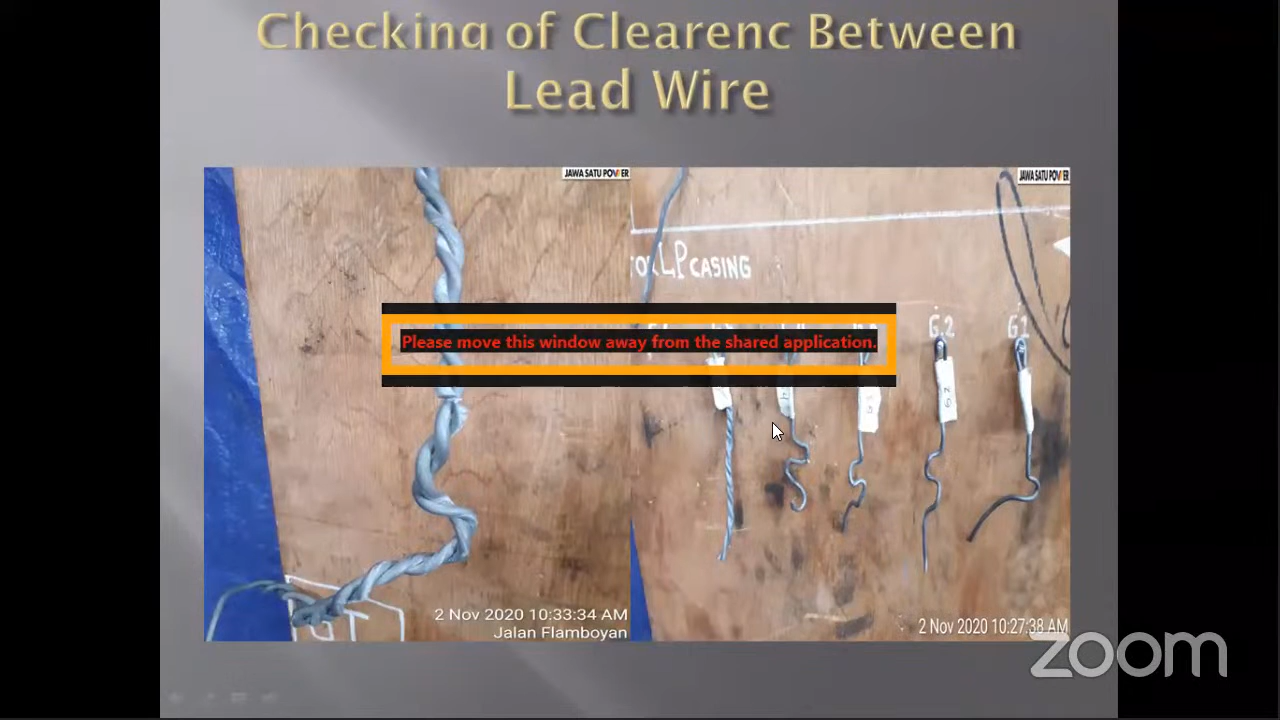 Checking of Clearenc Between
Lead Wire
JAWA SATU POWER
JAWA SATU POWER
LP CASING
Please move this window away from the shared application.
G.2
G1
2 Nov 2020 10:33:34 AM
Jalan Flamboyan
2 Nov 2020 10:27:38 AM
zoom